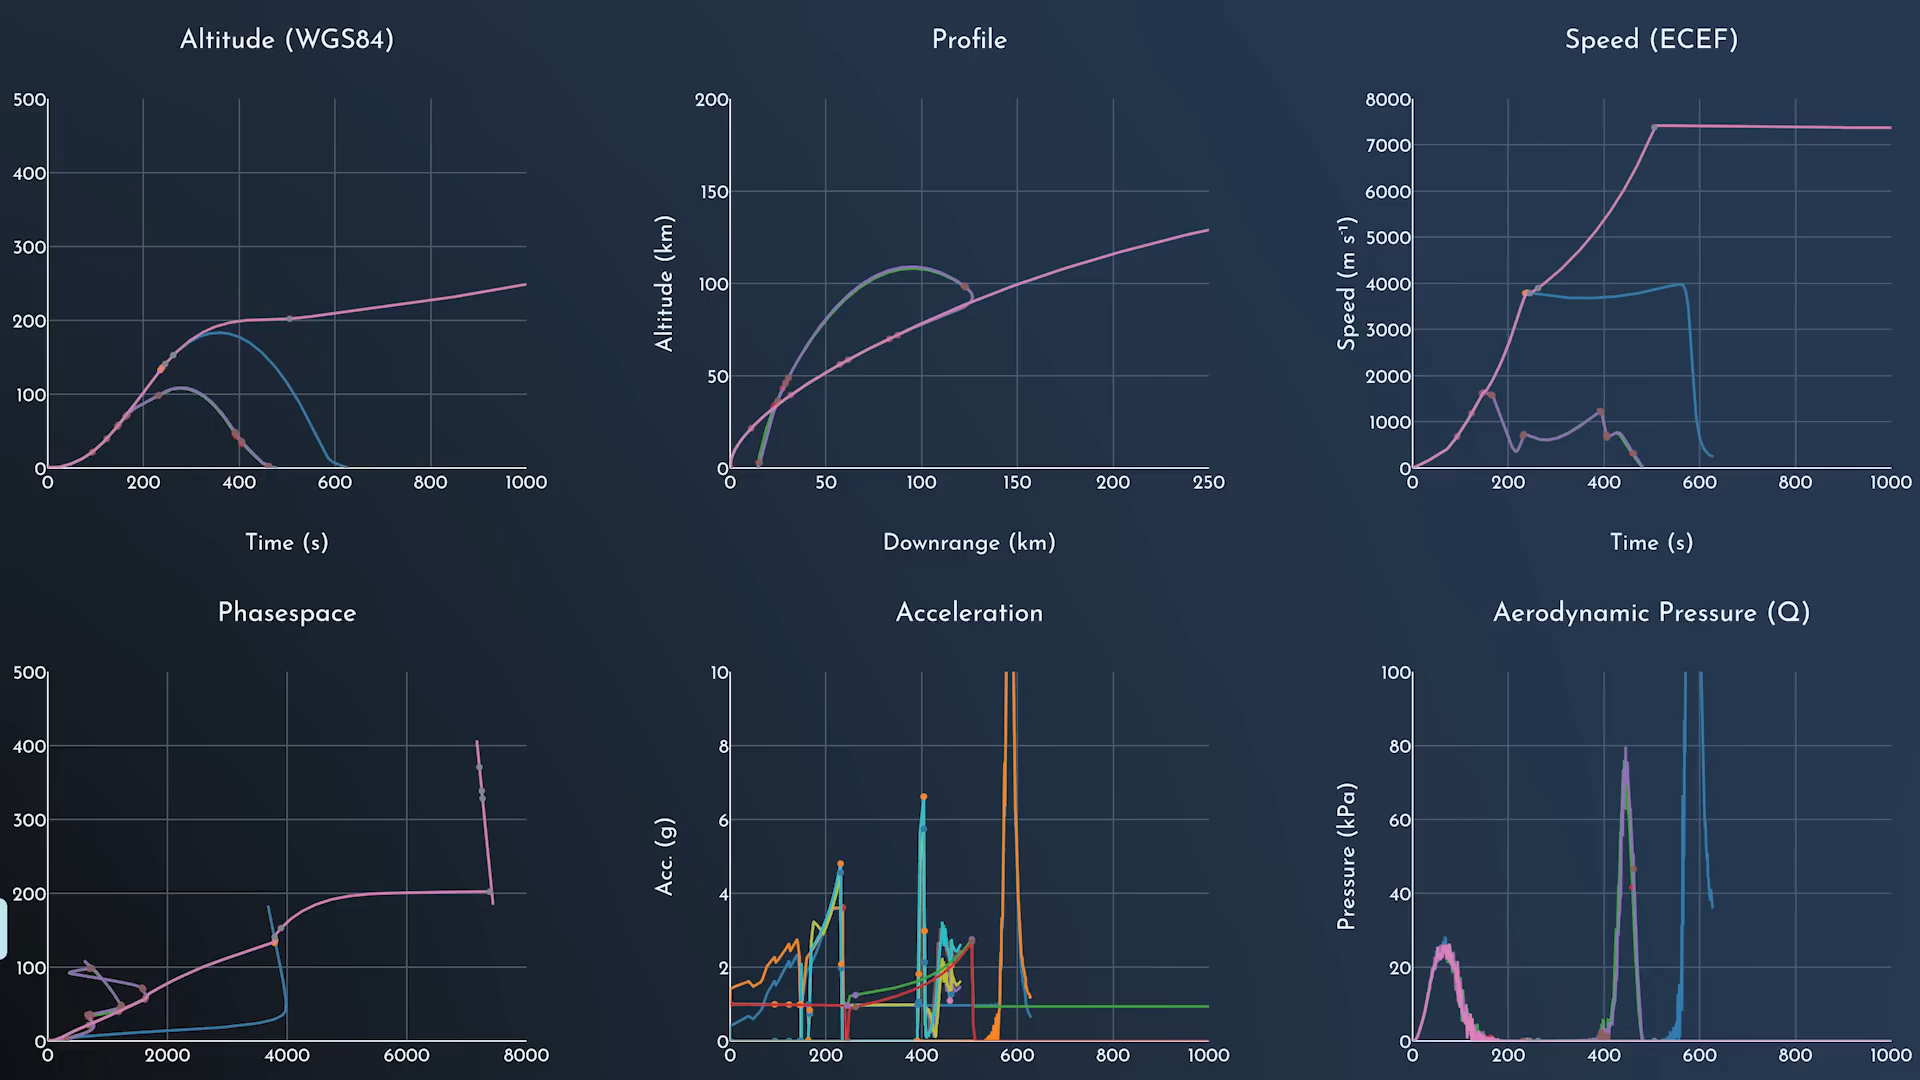 Altitude (WGS84)
500
400
300
200
100
0
0 200 400 600 800 1000
Time (s)
Profile
Altitude (km)
200
150
100
50
0
0 50 100 150 200 250
Downrange (km)
Speed (ECEF)
Speed (m s⁻¹)
8000
7000
6000
5000
4000
3000
2000
1000
0
0 200 400 600 800 1000
Time (s)
Phasespace
500
400
300
200
100
0
0 2000 4000 6000 8000
Acceleration
Acc. (g)
10
8
6
4
2
0
0 200 400 600 800 1000
Aerodynamic Pressure (Q)
Pressure (kPa)
100
80
60
40
20
0
0 200 400 600 800 1000